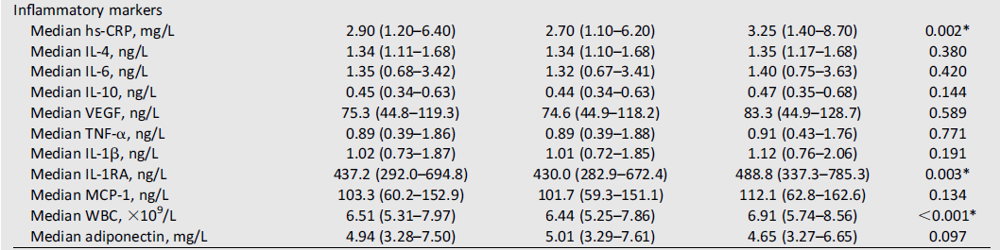 Inflammatory markers
Median hs-CRP, mg/L 2.90 (1.20–6.40) 2.70 (1.10–6.20) 3.25 (1.40–8.70) 0.002*
Median IL-4, ng/L 1.34 (1.11–1.68) 1.34 (1.10–1.68) 1.35 (1.17–1.68) 0.380
Median IL-6, ng/L 1.35 (0.68–3.42) 1.32 (0.67–3.41) 1.40 (0.75–3.63) 0.420
Median IL-10, ng/L 0.45 (0.34–0.63) 0.44 (0.34–0.63) 0.47 (0.35–0.68) 0.144
Median VEGF, ng/L 75.3 (44.8–119.3) 74.6 (44.9–118.2) 83.3 (44.9–128.7) 0.589
Median TNF-α, ng/L 0.89 (0.39–1.86) 0.89 (0.39–1.88) 0.91 (0.43–1.76) 0.771
Median IL-1β, ng/L 1.02 (0.73–1.87) 1.01 (0.72–1.85) 1.12 (0.76–2.06) 0.191
Median IL-1RA, ng/L 437.2 (292.0–694.8) 430.0 (282.9–672.4) 488.8 (337.3–785.3) 0.003*
Median MCP-1, ng/L 103.3 (60.2–152.9) 101.7 (59.3–151.1) 112.1 (62.8–162.6) 0.134
Median WBC, ×10⁹/L 6.51 (5.31–7.97) 6.44 (5.25–7.86) 6.91 (5.74–8.56) <0.001*
Median adiponectin, mg/L 4.94 (3.28–7.50) 5.01 (3.29–7.61) 4.65 (3.27–6.65) 0.097